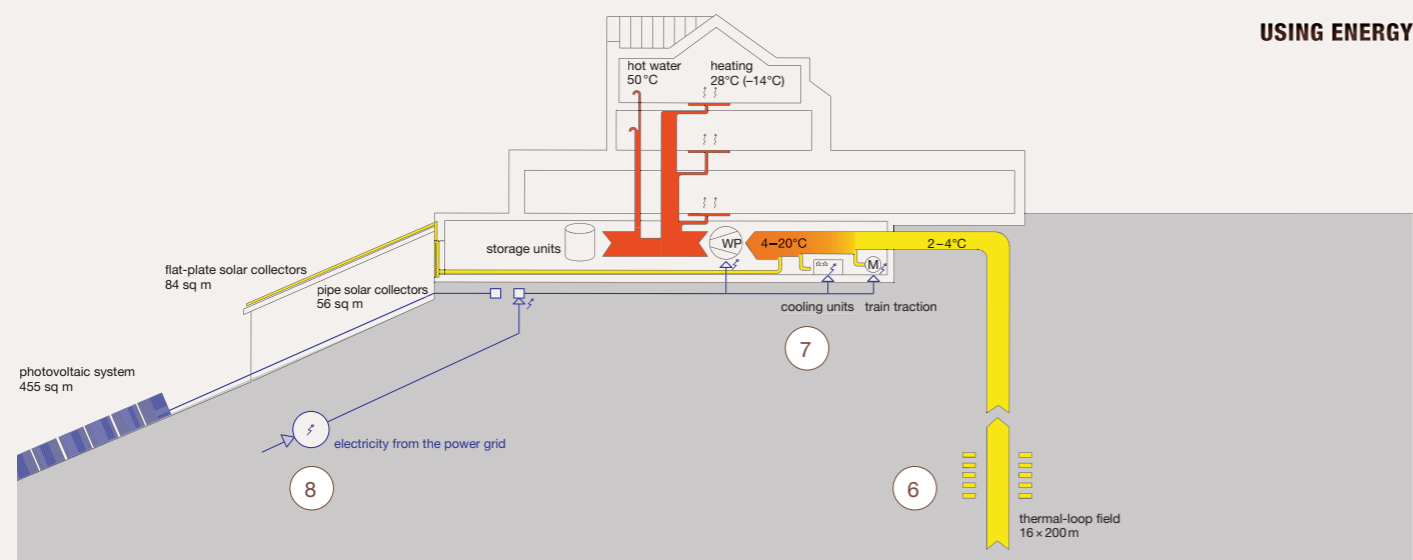 USING ENERGY
hot water
50 °C
heating
28°C (–14°C)
storage units
WP
4–20°C
2–4°C
M
flat-plate solar collectors
84 sq m
pipe solar collectors
56 sq m
cooling units
train traction
7
photovoltaic system
455 sq m
electricity from the power grid
8
6
thermal-loop field
16 × 200 m